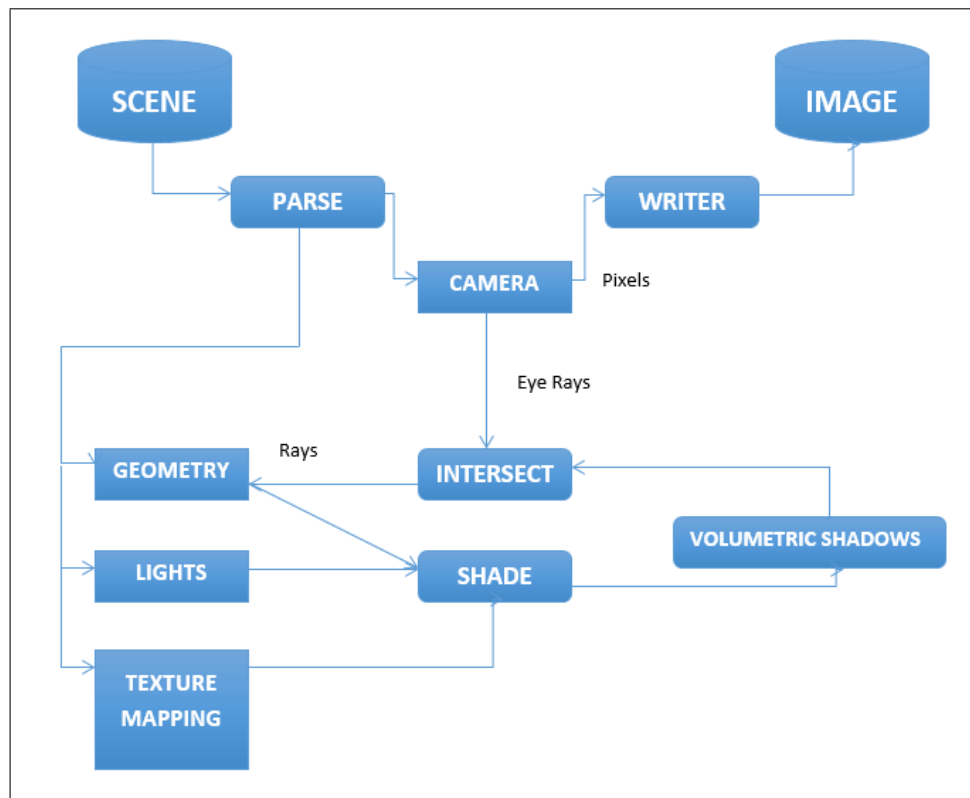 SCENE
IMAGE
PARSE
WRITER
CAMERA
Pixels
Eye Rays
Rays
GEOMETRY
INTERSECT
VOLUMETRIC SHADOWS
LIGHTS
SHADE
TEXTURE
MAPPING